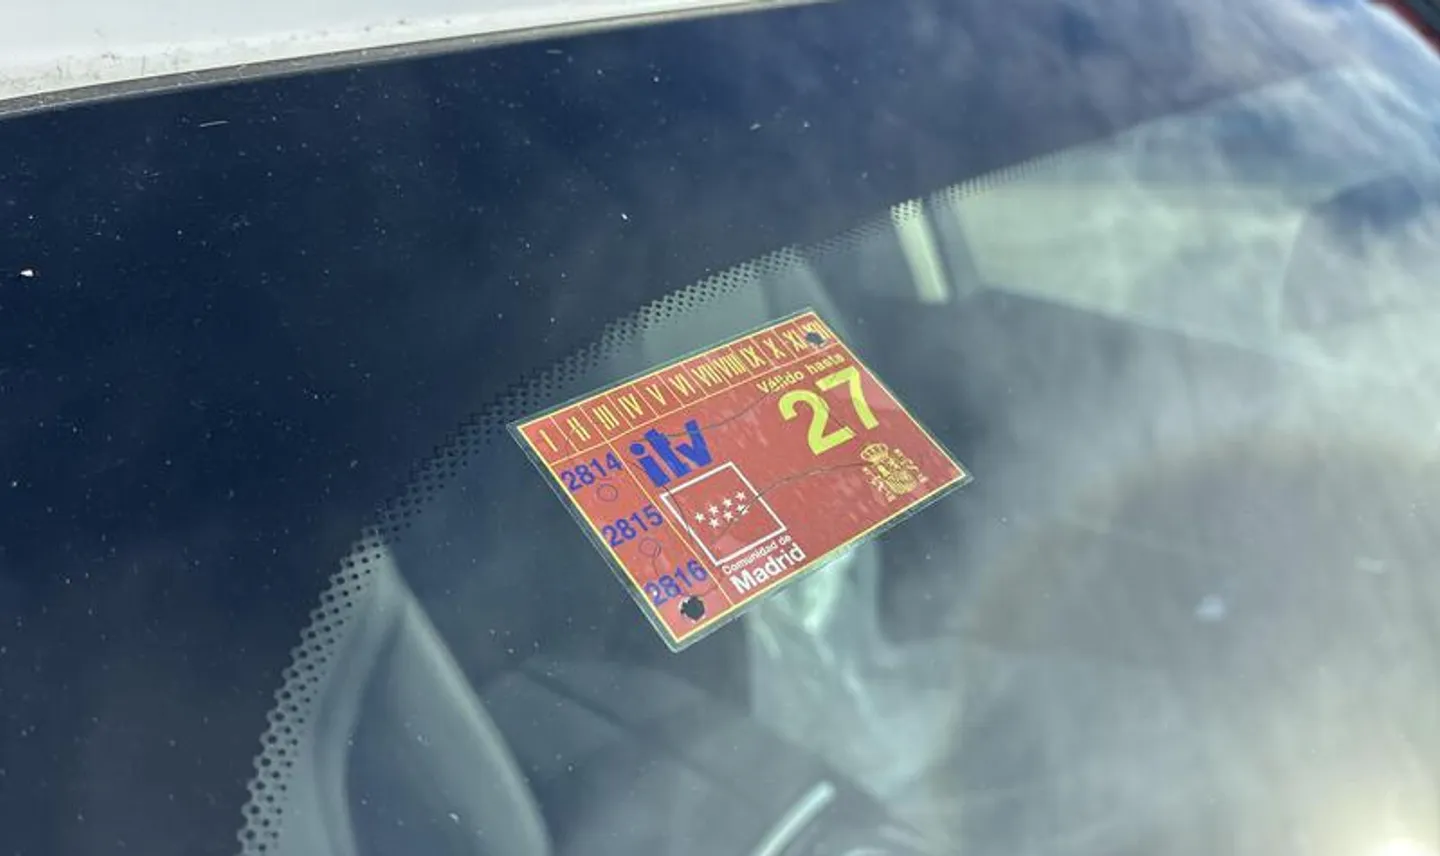 I II III IV V VI VII VIII IX X XI XII
Válido hasta
27
itv
2814
2815
2816
Comunidad de
Madrid